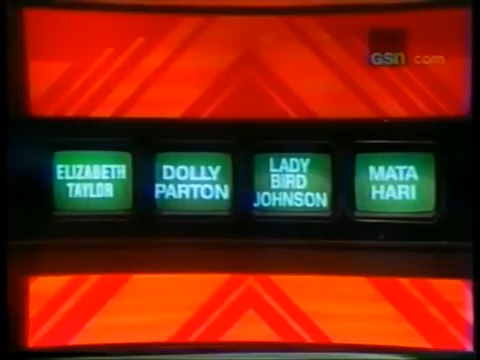 GSN.com
ELIZABETH
TAYLOR
DOLLY
PARTON
LADY
BIRD
JOHNSON
MATA
HARI